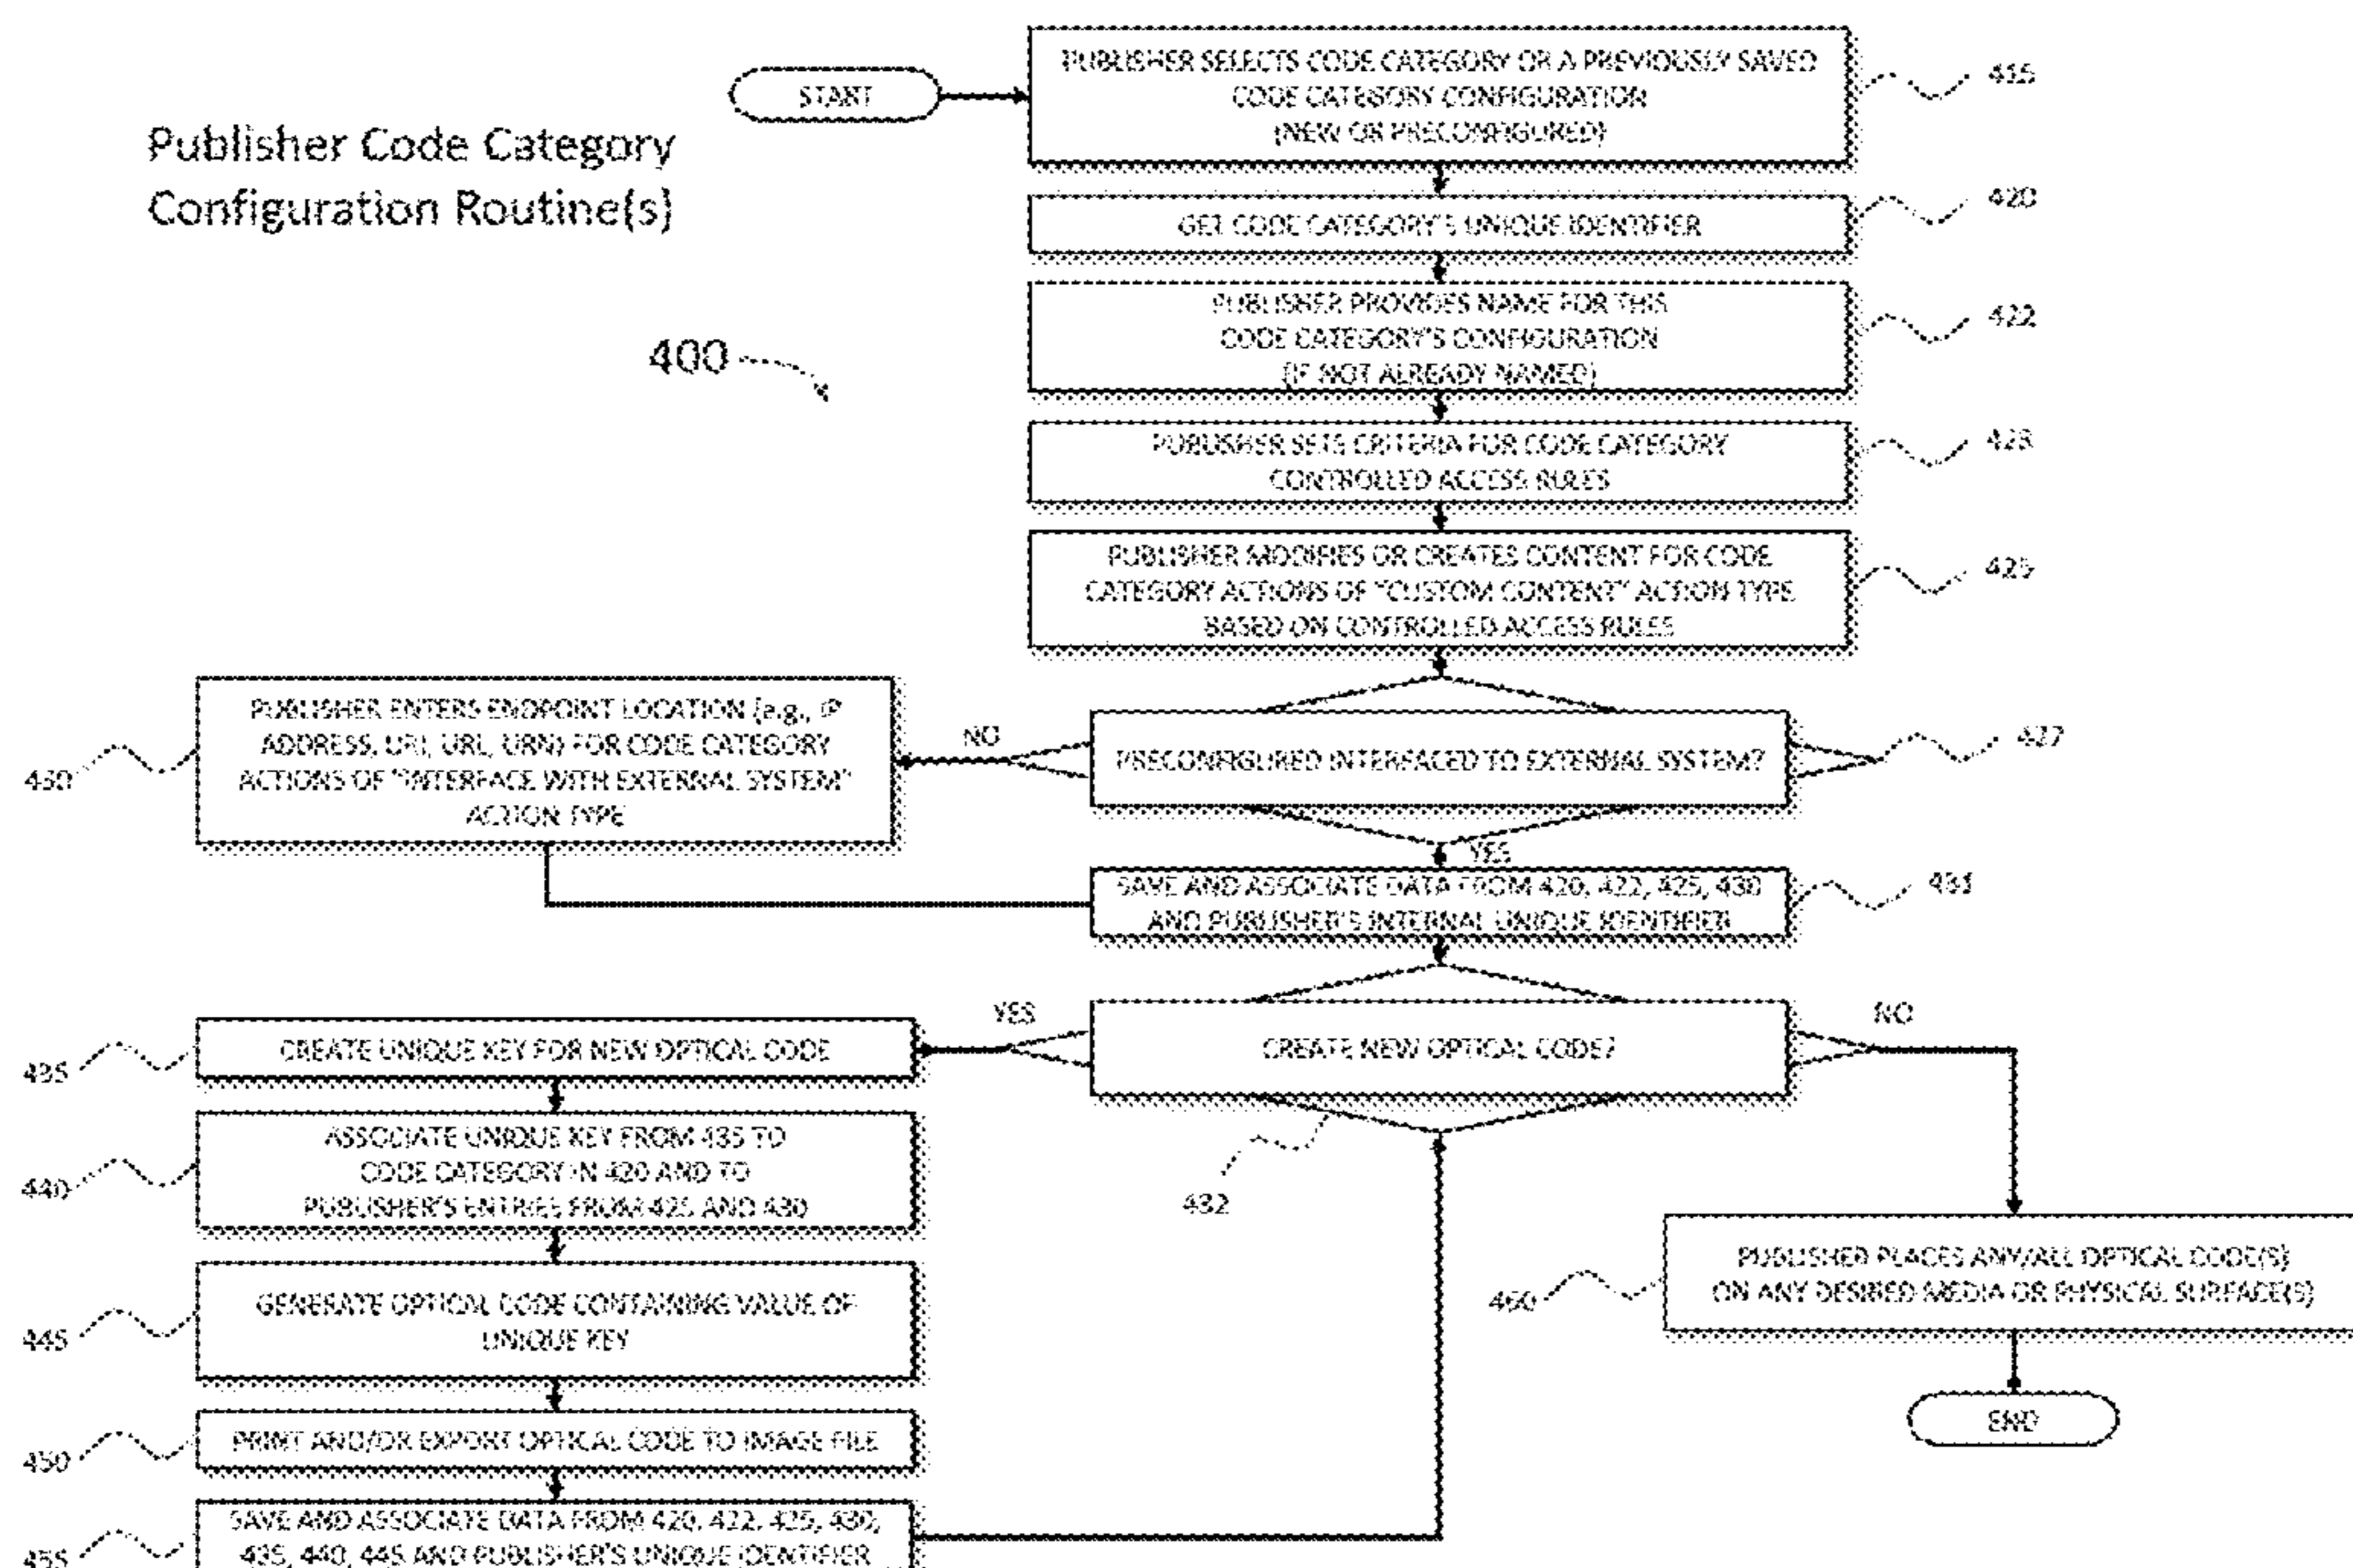 Publisher Code Category
Configuration Routine(s)
400
START
PUBLISHER SELECTS CODE CATEGORY OR A PREVIOUSLY SAVED
CODE CATEGORY CONFIGURATION
(NEW OR PRECONFIGURED)
415
GET CODE CATEGORY'S UNIQUE IDENTIFIER
420
PUBLISHER PROVIDES NAME FOR THIS
CODE CATEGORY'S CONFIGURATION
(IF NOT ALREADY NAMED)
422
PUBLISHER SETS CRITERIA FOR CODE CATEGORY
CONTROLLED ACCESS RULES
423
PUBLISHER MODIFIES OR CREATES CONTENT FOR CODE
CATEGORY ACTIONS OF "CUSTOM CONTENT" ACTION TYPE
BASED ON CONTROLLED ACCESS RULES
425
PRECONFIGURED INTERFACED TO EXTERNAL SYSTEM?
427
NO
YES
PUBLISHER ENTERS ENDPOINT LOCATION (e.g., IP
ADDRESS, URI, URL, URN) FOR CODE CATEGORY
ACTIONS OF "INTERFACE WITH EXTERNAL SYSTEM"
ACTION TYPE
430
SAVE AND ASSOCIATE DATA FROM 420, 422, 425, 430
AND PUBLISHER'S INTERNAL UNIQUE IDENTIFIER
431
CREATE NEW OPTICAL CODE?
432
YES
NO
CREATE UNIQUE KEY FOR NEW OPTICAL CODE
435
ASSOCIATE UNIQUE KEY FROM 435 TO
CODE CATEGORY IN 420 AND TO
PUBLISHER'S ENTRIES FROM 425 AND 430
440
GENERATE OPTICAL CODE CONTAINING VALUE OF
UNIQUE KEY
445
PRINT AND/OR EXPORT OPTICAL CODE TO IMAGE FILE
450
SAVE AND ASSOCIATE DATA FROM 420, 422, 425, 430,
435, 440, 445 AND PUBLISHER'S UNIQUE IDENTIFIER
455
PUBLISHER PLACES ANY/ALL OPTICAL CODE(S)
ON ANY DESIRED MEDIA OR PHYSICAL SURFACE(S)
460
END